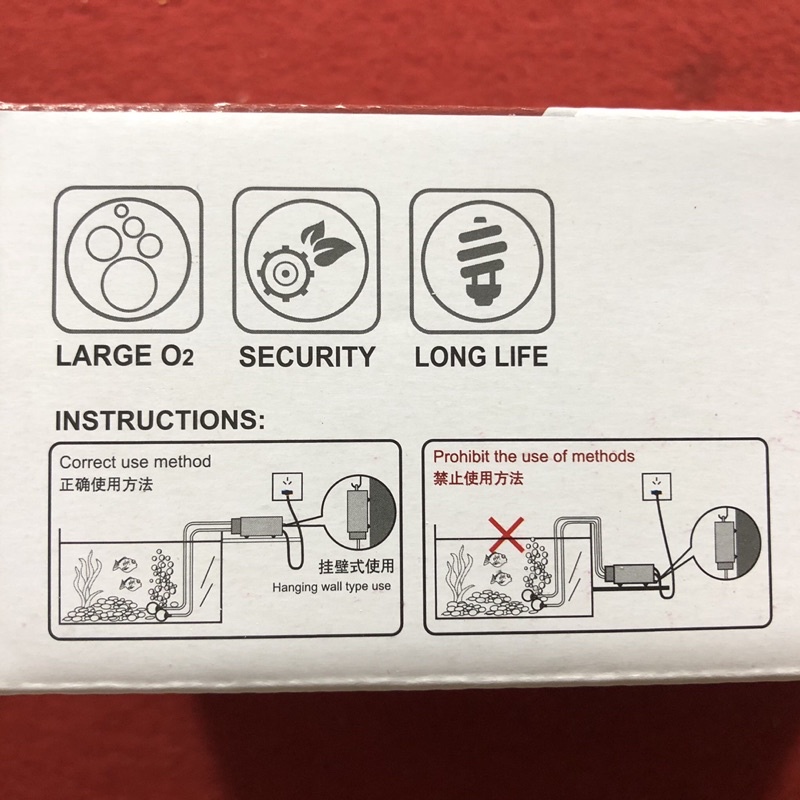 LARGE O2
SECURITY
LONG LIFE
INSTRUCTIONS:
Correct use method
正确使用方法
挂壁式使用
Hanging wall type use
Prohibit the use of methods
禁止使用方法